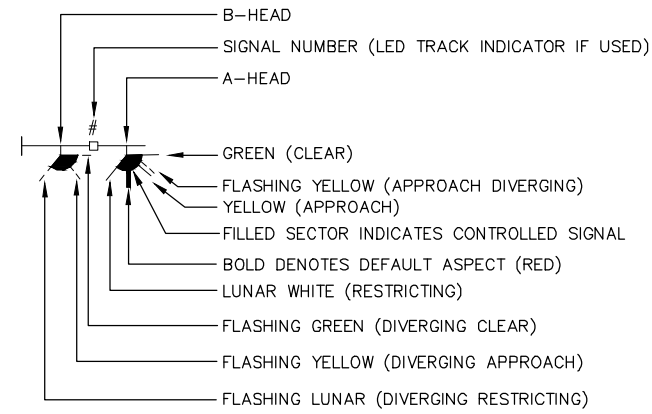 B-HEAD
SIGNAL NUMBER (LED TRACK INDICATOR IF USED)
A-HEAD
#
GREEN (CLEAR)
FLASHING YELLOW (APPROACH DIVERGING)
YELLOW (APPROACH)
FILLED SECTOR INDICATES CONTROLLED SIGNAL
BOLD DENOTES DEFAULT ASPECT (RED)
LUNAR WHITE (RESTRICTING)
FLASHING GREEN (DIVERGING CLEAR)
FLASHING YELLOW (DIVERGING APPROACH)
FLASHING LUNAR (DIVERGING RESTRICTING)